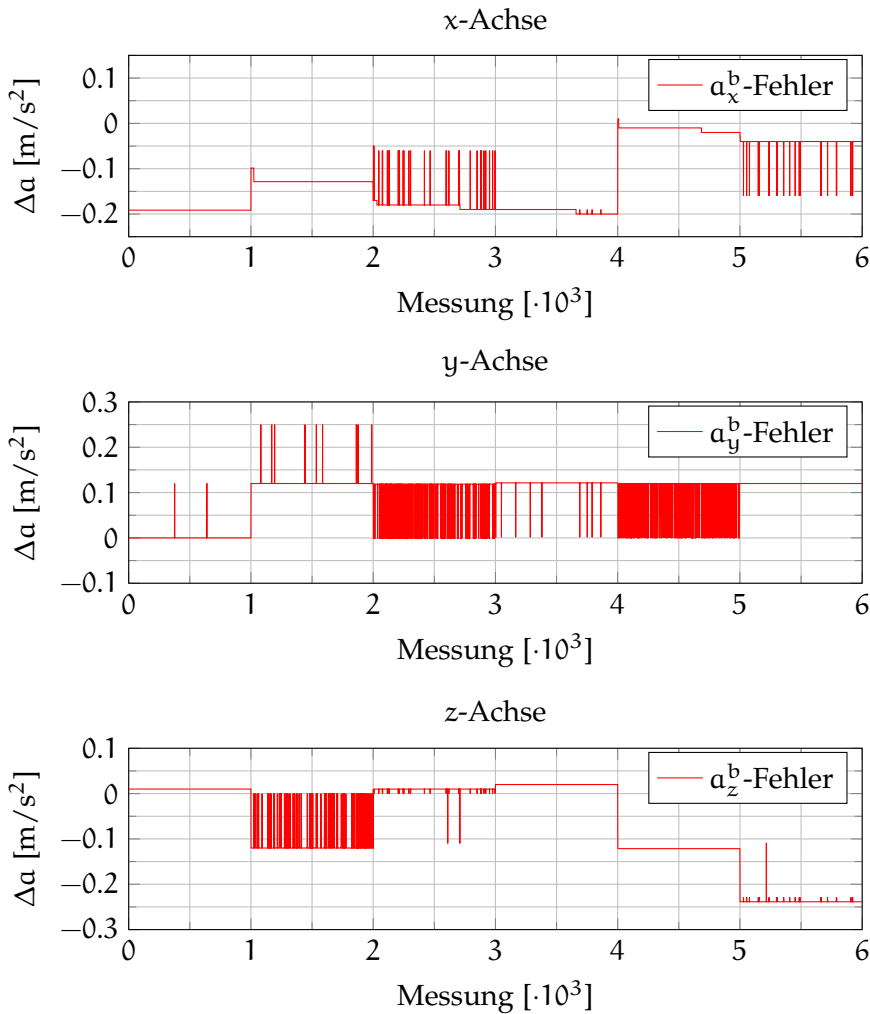 x-Achse
0.1
0
−0.1
−0.2
Δa [m/s²]
a_x^b-Fehler
0 1 2 3 4 5 6
Messung [·10³]
y-Achse
0.3
0.2
0.1
0
−0.1
Δa [m/s²]
a_y^b-Fehler
0 1 2 3 4 5 6
Messung [·10³]
z-Achse
0.1
0
−0.1
−0.2
−0.3
Δa [m/s²]
a_z^b-Fehler
0 1 2 3 4 5 6
Messung [·10³]